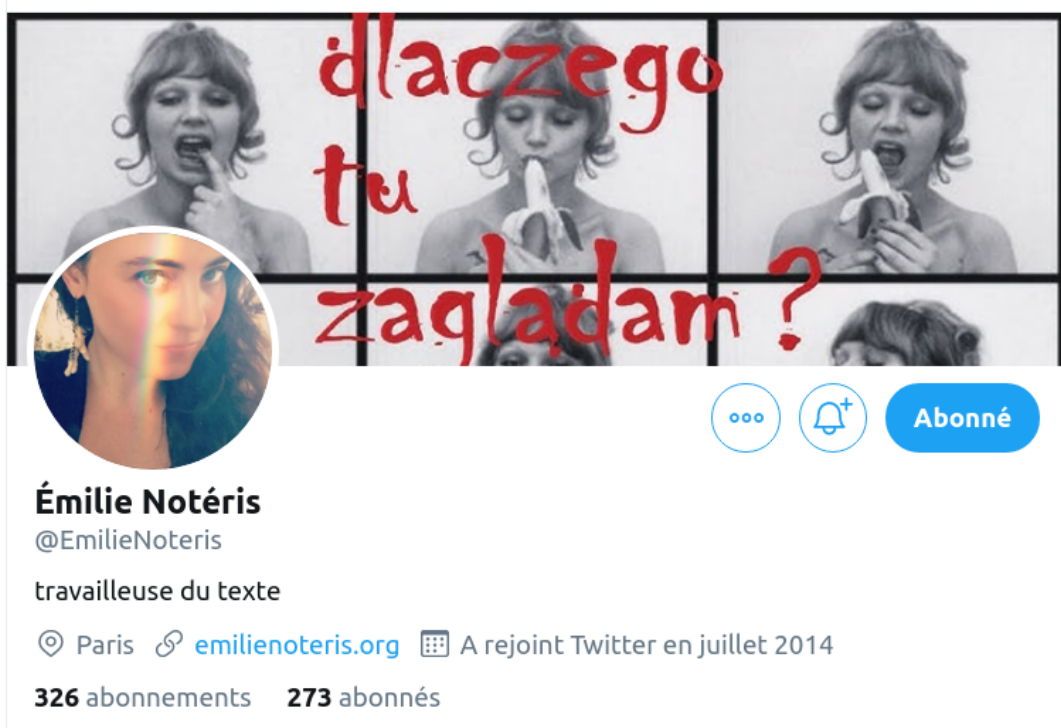 dlaczego
tu
zaglądam ?
Abonné
Émilie Notéris
@EmilieNoteris
travailleuse du texte
Paris emilienoteris.org A rejoint Twitter en juillet 2014
326 abonnements 273 abonnés